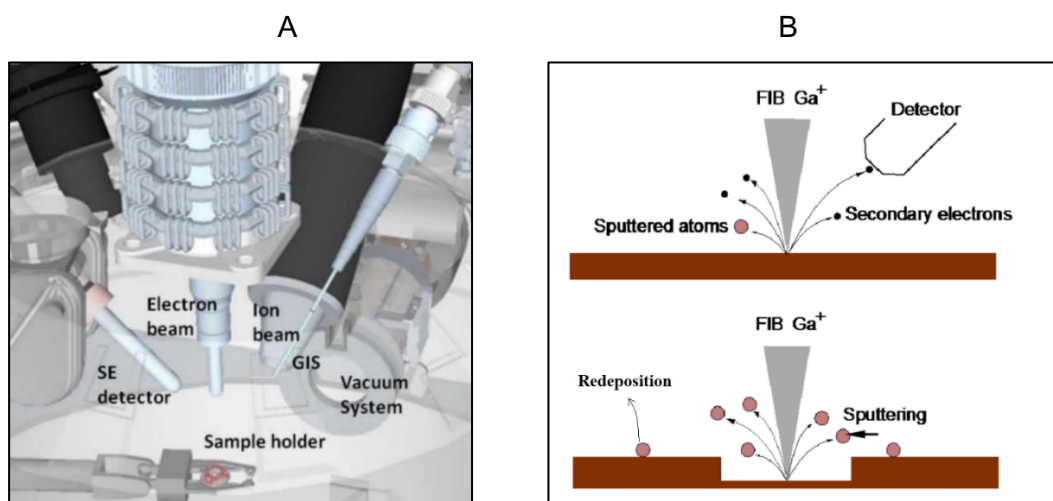 A
B
Electron
beam
Ion
beam
GIS
SE
detector
Vacuum
System
Sample holder
FIB Ga+
Detector
Sputtered atoms
Secondary electrons
FIB Ga+
Redeposition
Sputtering